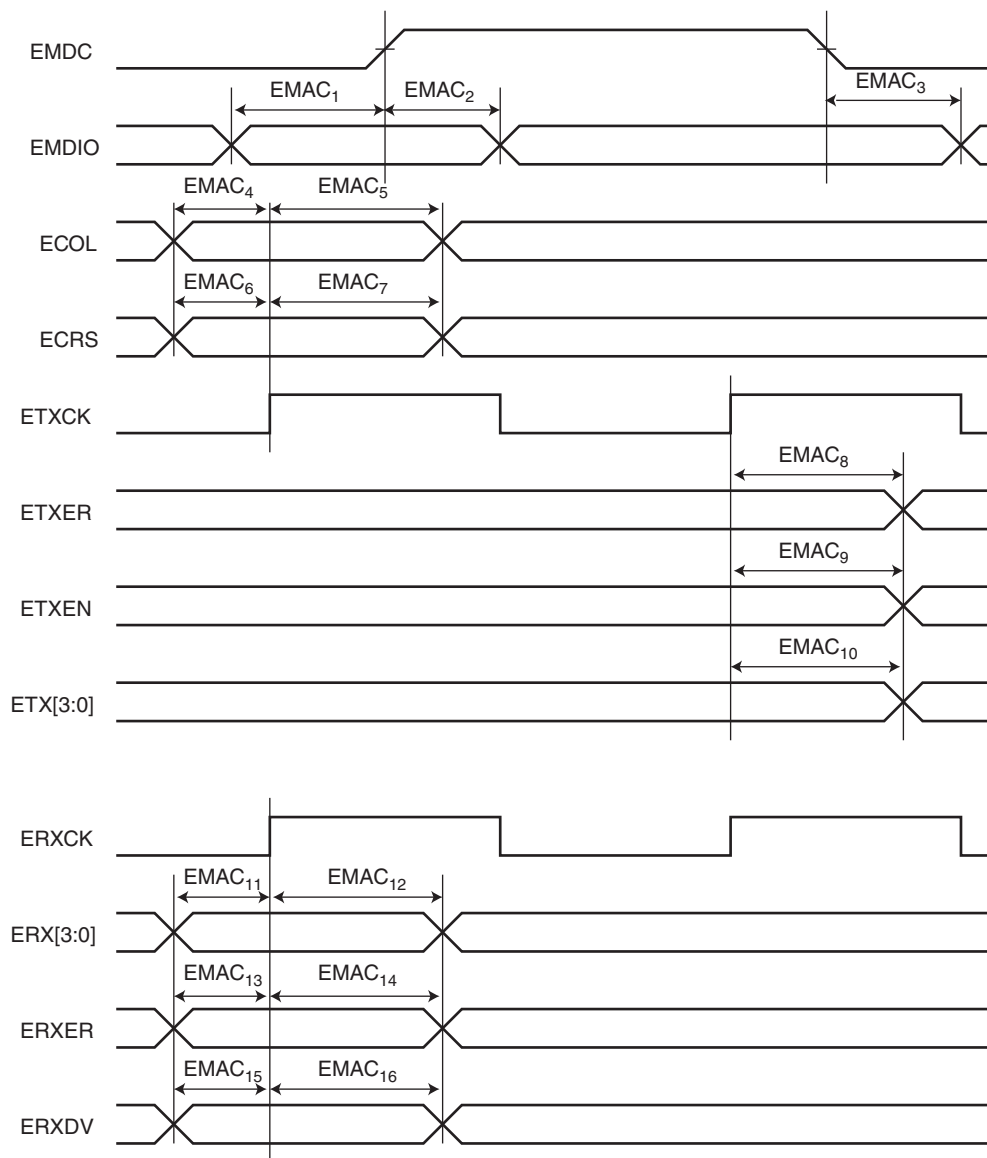 EMDC
EMAC₁ EMAC₂ EMAC₃
EMDIO
EMAC₄ EMAC₅
ECOL
EMAC₆ EMAC₇
ECRS
ETXCK
EMAC₈
ETXER
EMAC₉
ETXEN
EMAC₁₀
ETX[3:0]
ERXCK
EMAC₁₁ EMAC₁₂
ERX[3:0]
EMAC₁₃ EMAC₁₄
ERXER
EMAC₁₅ EMAC₁₆
ERXDV